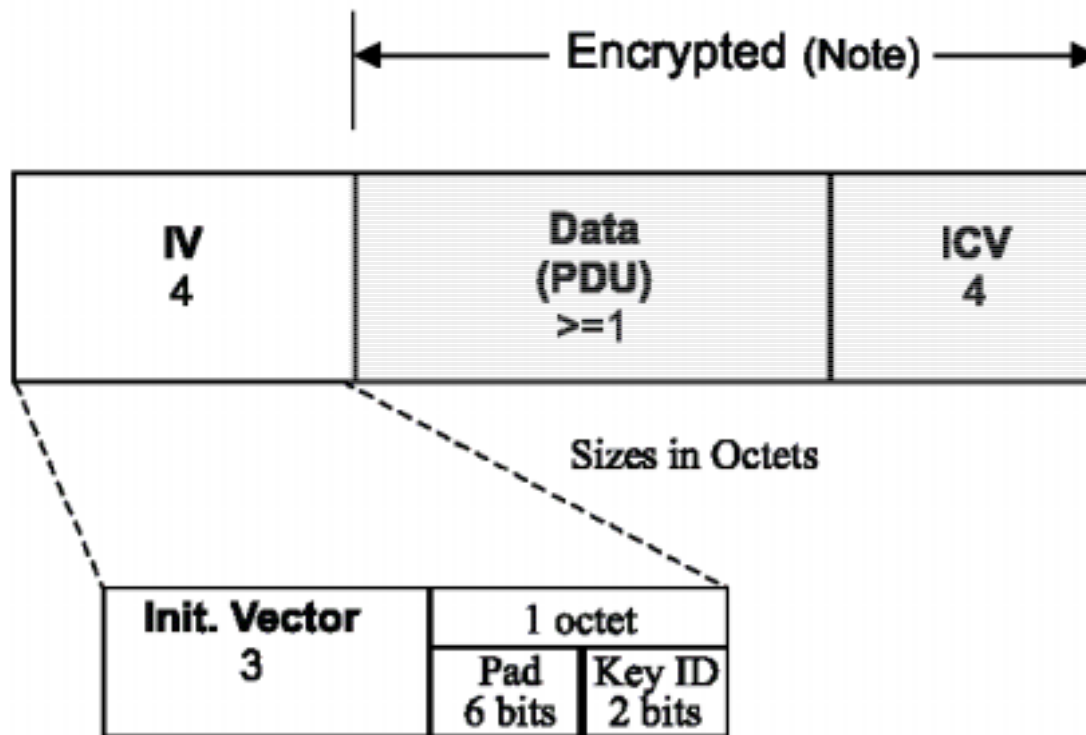 Encrypted (Note)
IV
4
Data
(PDU)
>=1
ICV
4
Sizes in Octets
Init. Vector
3
1 octet
Pad
6 bits
Key ID
2 bits